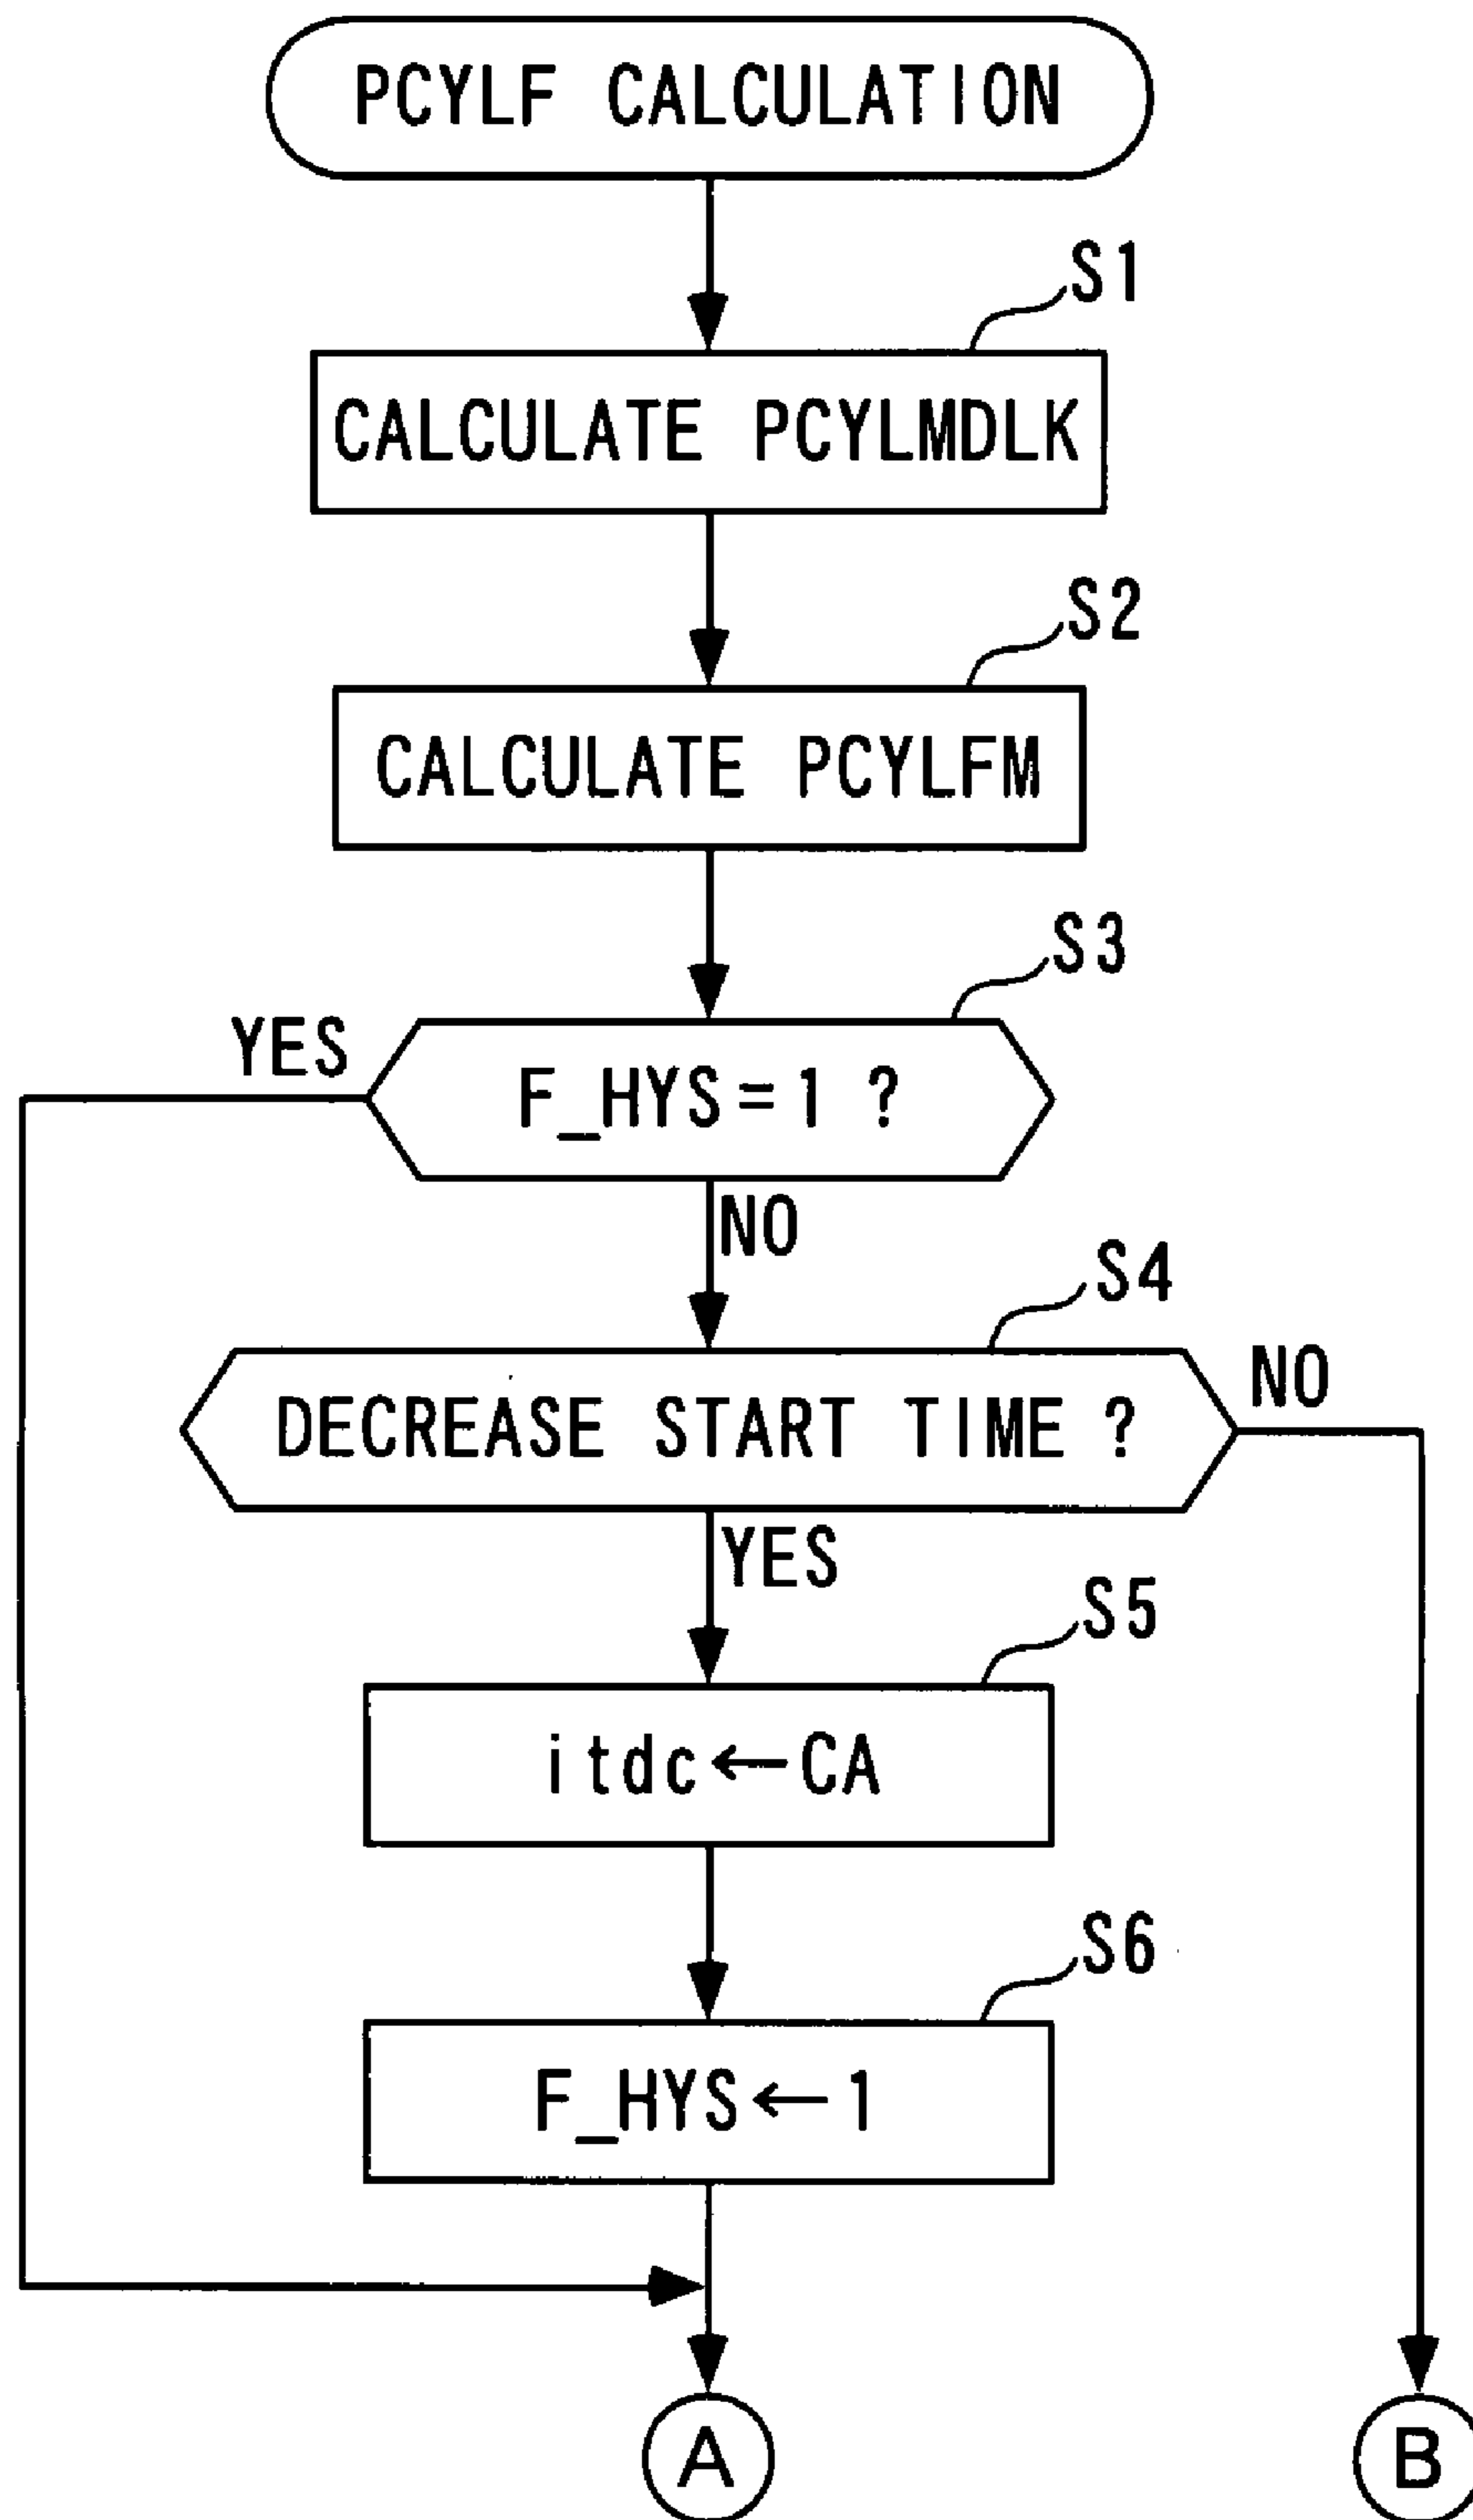 PCYLF CALCULATION
S1
CALCULATE PCYLMDLK
S2
CALCULATE PCYLFM
S3
YES
F_HYS=1 ?
NO
S4
DECREASE START TIME ?
NO
YES
S5
itdc←CA
S6
F_HYS←1
A
B